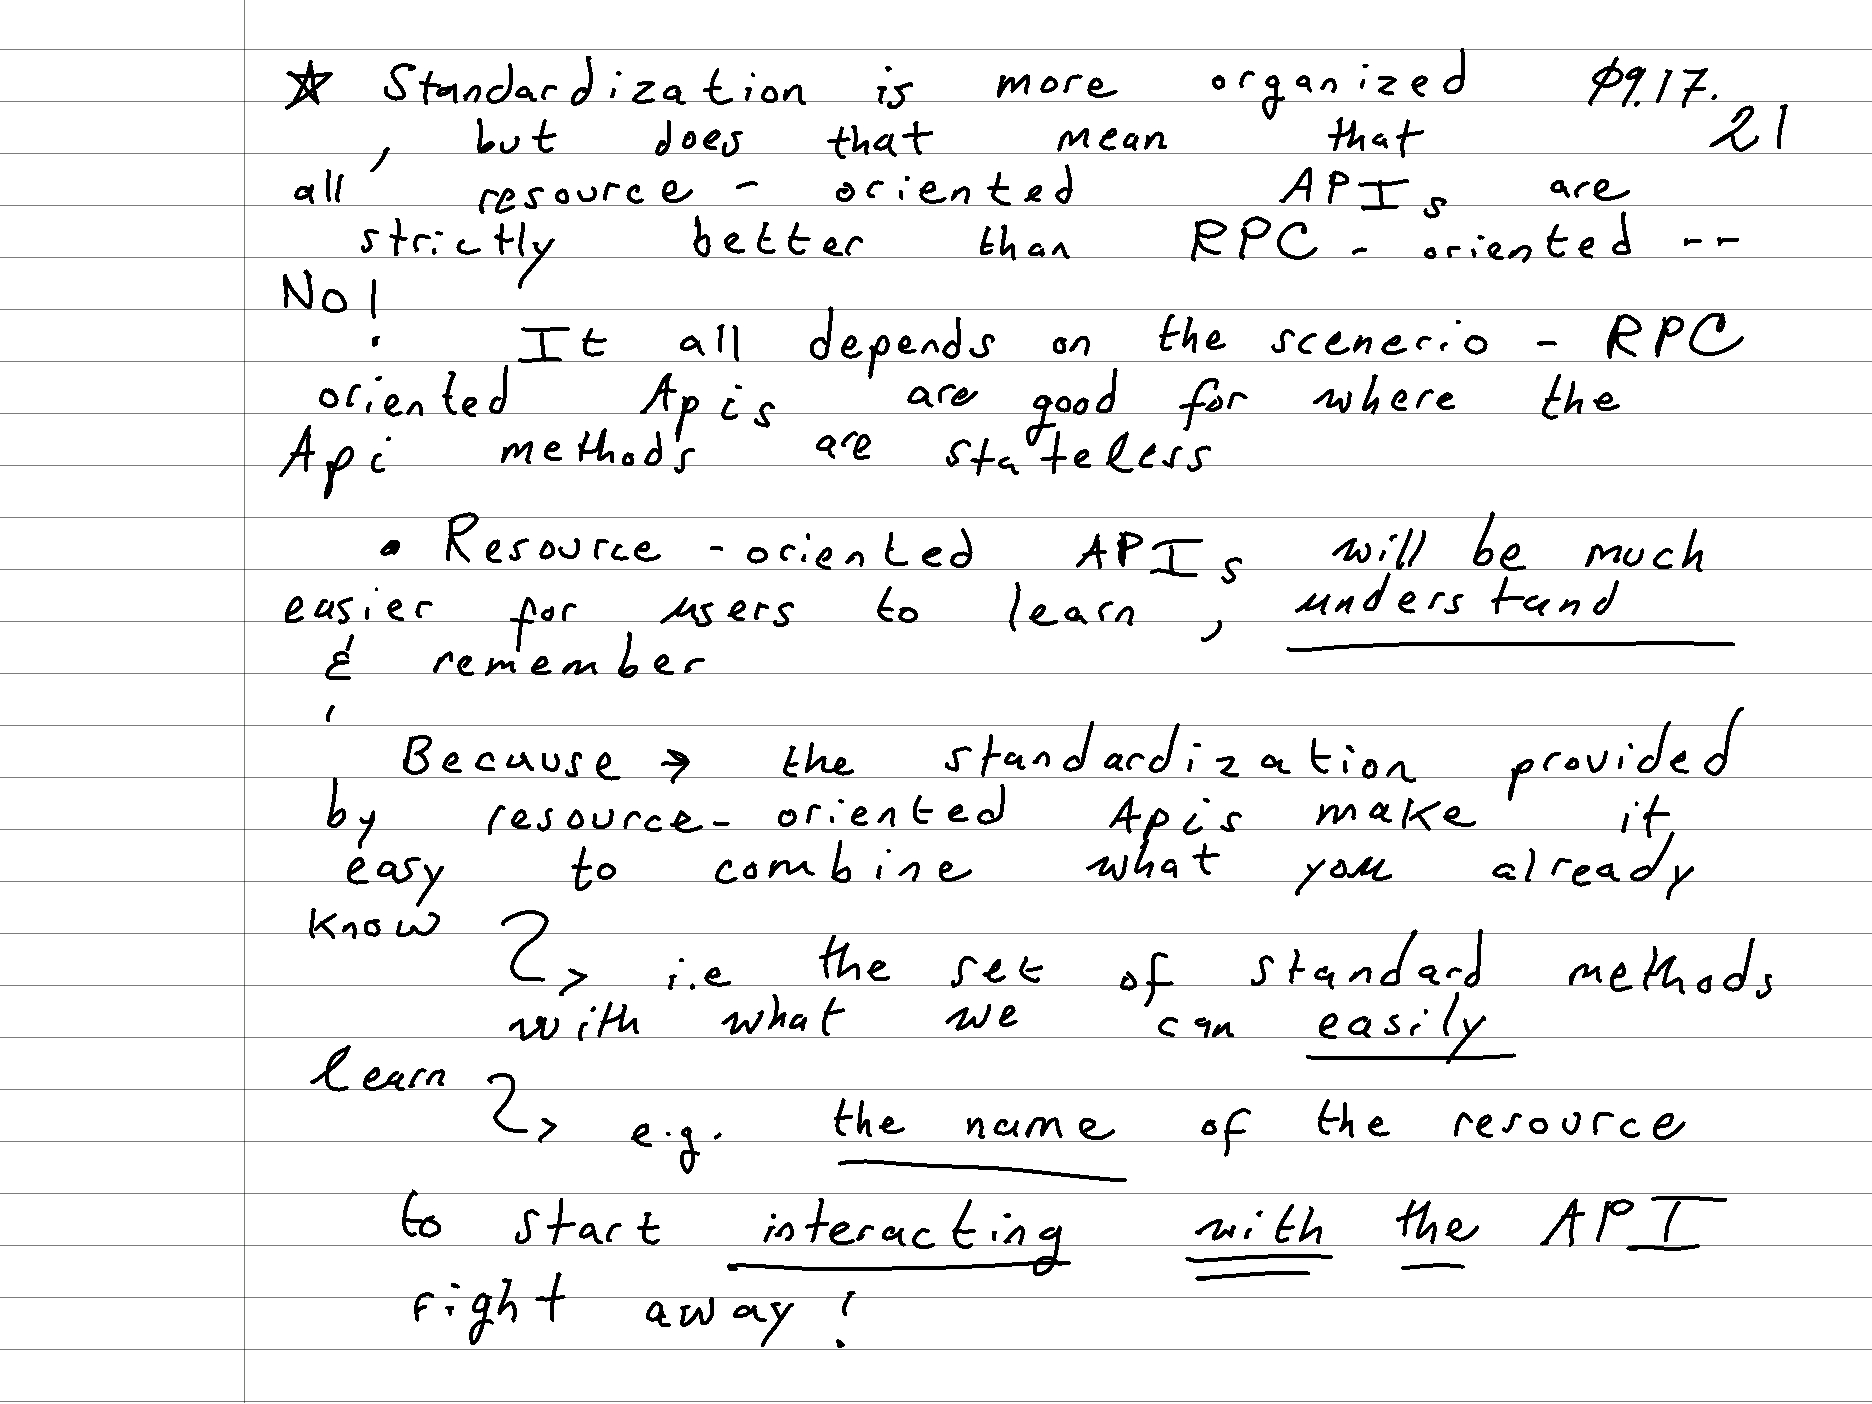 ☆ Standardization is more organized 09.17.
21
, but does that mean that
all resource - oriented APIs are
strictly better than RPC - oriented --
No!
It all depends on the scenerio - RPC
oriented Apis are good for where the
Api methods are stateless
• Resource - oriented APIs will be much
easier for users to learn, understand
& remember
Because → the standardization provided
by resource- oriented Apis make it
easy to combine what you already
know
i.e the set of standard methods
with what we can easily
learn
e.g. the name of the resource
to start interacting with the API
right away!